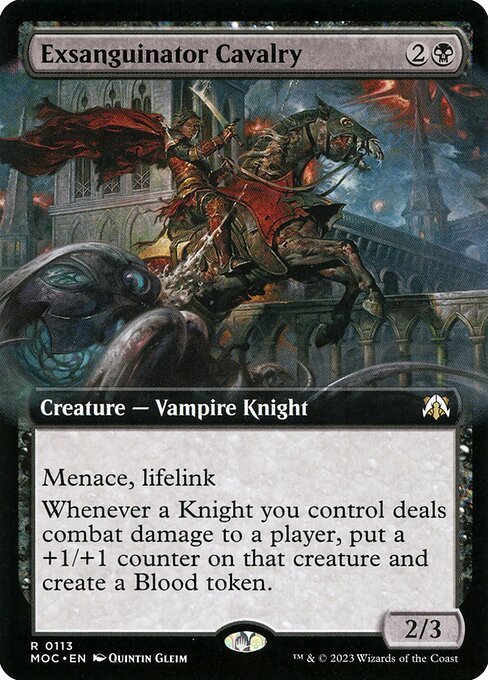 Exsanguinator Cavalry 2
Creature — Vampire Knight
Menace, lifelink
Whenever a Knight you control deals
combat damage to a player, put a
+1/+1 counter on that creature and
create a Blood token.
2/3
R 0113
MOC • EN Quintin Gleim
™ & © 2023 Wizards of the Coast